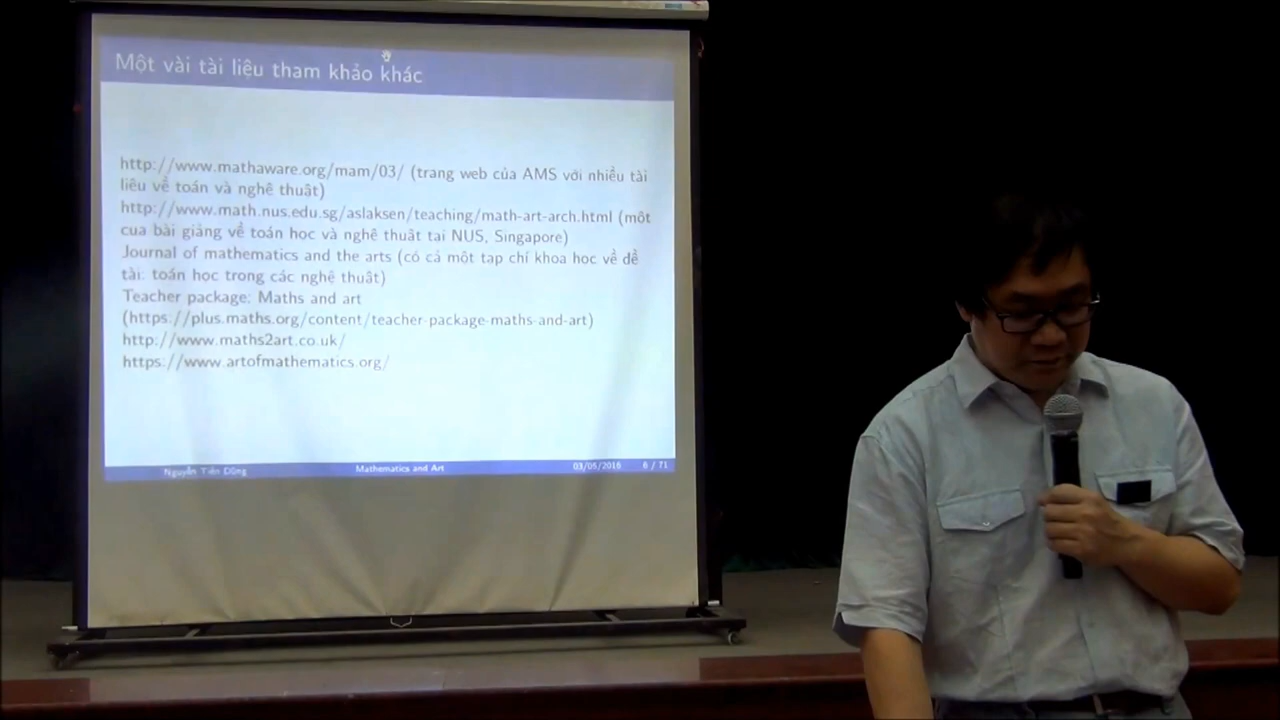 Một vài tài liệu tham khảo khác
http://www.mathaware.org/mam/03/ (trang web của AMS với nhiều tài
liệu về toán và nghệ thuật)
http://www.math.nus.edu.sg/aslaksen/teaching/math-art-arch.html (một
cua bài giảng về toán học và nghệ thuật tại NUS, Singapore)
Journal of mathematics and the arts (có cả một tạp chí khoa học về đề
tài: toán học trong các nghệ thuật)
Teacher package: Maths and art
(https://plus.maths.org/content/teacher-package-maths-and-art)
http://www.maths2art.co.uk/
https://www.artofmathematics.org/
Nguyễn Tiến Dũng Mathematics and Art 03/05/2016 6 / 71